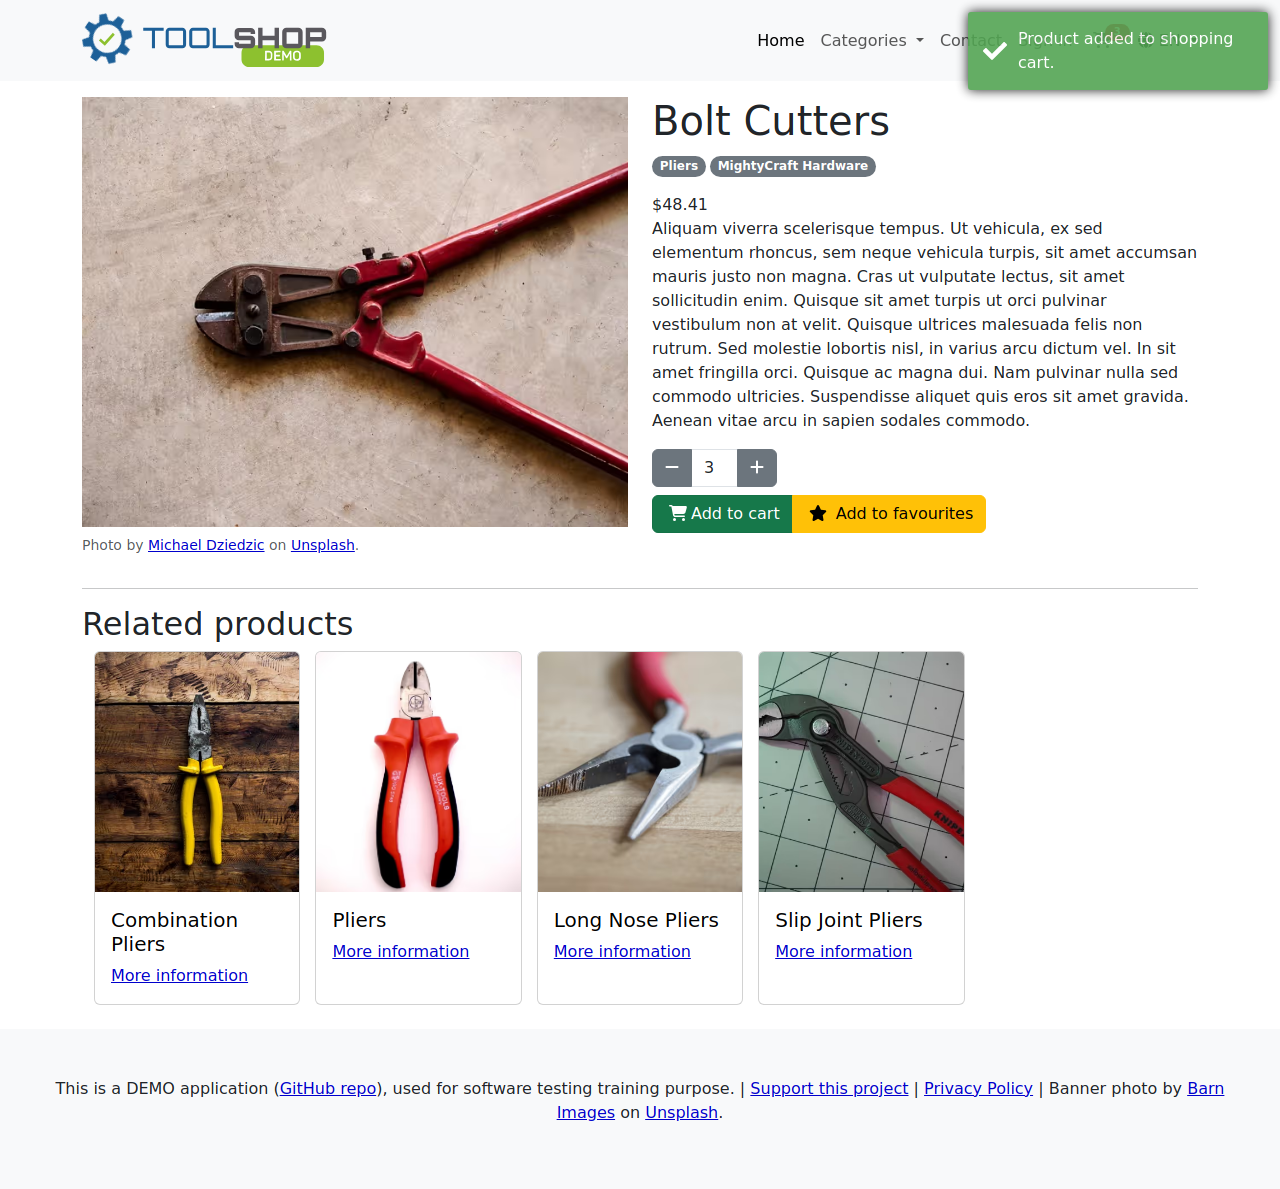 TOOLSHOP
DEMO
Home
Categories
Contact
Product added to shopping
cart.
Bolt Cutters
Pliers
MightyCraft Hardware
$48.41
Aliquam viverra scelerisque tempus. Ut vehicula, ex sed
elementum rhoncus, sem neque vehicula turpis, sit amet accumsan
mauris justo non magna. Cras ut vulputate lectus, sit amet
sollicitudin enim. Quisque sit amet turpis ut orci pulvinar
vestibulum non at velit. Quisque ultrices malesuada felis non
rutrum. Sed molestie lobortis nisl, in varius arcu dictum vel. In sit
amet fringilla orci. Quisque ac magna dui. Nam pulvinar nulla sed
commodo ultricies. Suspendisse aliquet quis eros sit amet gravida.
Aenean vitae arcu in sapien sodales commodo.
3
Add to cart
Add to favourites
Photo by Michael Dziedzic on Unsplash.
Related products
Combination
Pliers
More information
Pliers
More information
Long Nose Pliers
More information
Slip Joint Pliers
More information
This is a DEMO application (GitHub repo), used for software testing training purpose. | Support this project | Privacy Policy | Banner photo by Barn
Images on Unsplash.